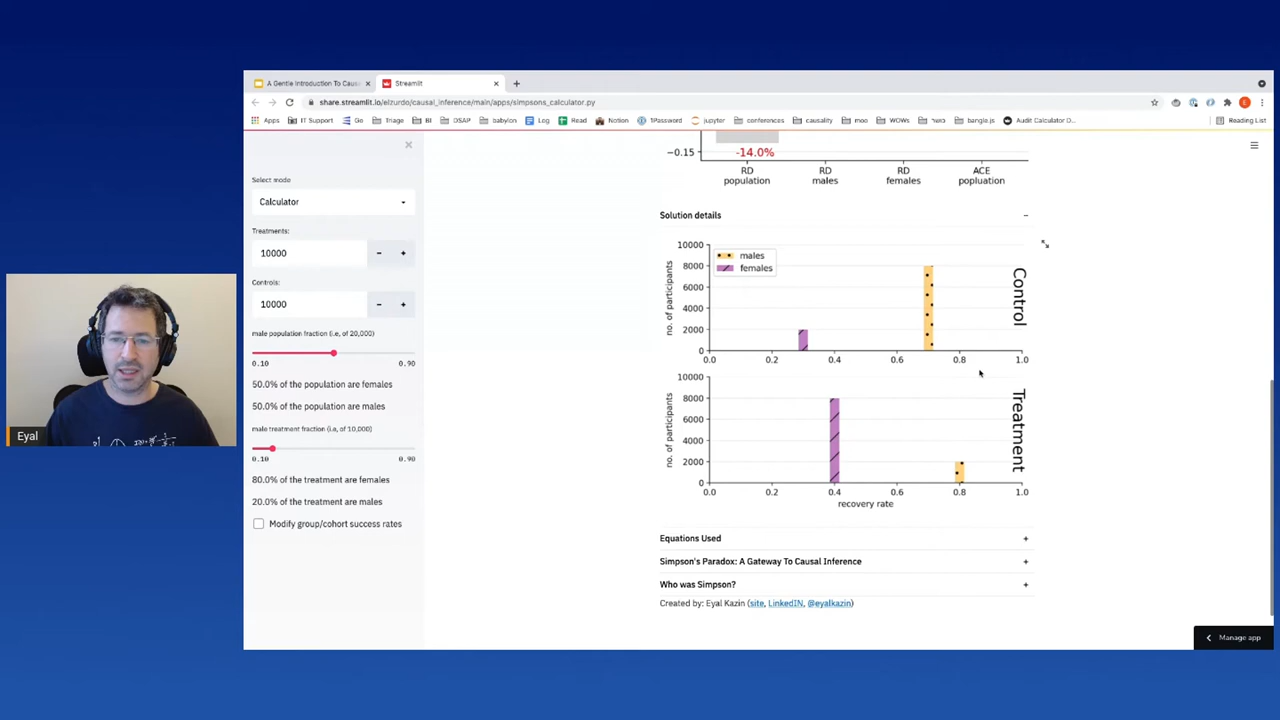 A Gentle Introduction To Caus
Streamlit
share.streamlit.io/elzurdo/causal_inference/main/apps/simpsons_calculator.py
Apps
IT Support
Go
Triage
BI
OSAP
babylon
Log
Read
Notion
1Password
jupyter
conferences
causality
moo
WOWs
כושר
bangle.js
Audit Calculator D...
Reading List
Select mode
Calculator
Treatments:
10000
Controls:
10000
male population fraction (i.e, of 20,000)
0.10 0.90
50.0% of the population are females
50.0% of the population are males
male treatment fraction (i.e, of 10,000)
0.10 0.90
80.0% of the treatment are females
20.0% of the treatment are males
Modify group/cohort success rates
−0.15
-14.0%
RD population
RD males
RD females
ACE popluation
Solution details
males
females
no. of participants
10000
8000
6000
4000
2000
0
0.0 0.2 0.4 0.6 0.8 1.0
Control
no. of participants
10000
8000
6000
4000
2000
0
0.0 0.2 0.4 0.6 0.8 1.0
recovery rate
Treatment
Equations Used
Simpson's Paradox: A Gateway To Causal Inference
Who was Simpson?
Created by: Eyal Kazin (site, LinkedIN, @eyalkazin)
Manage app
Eyal